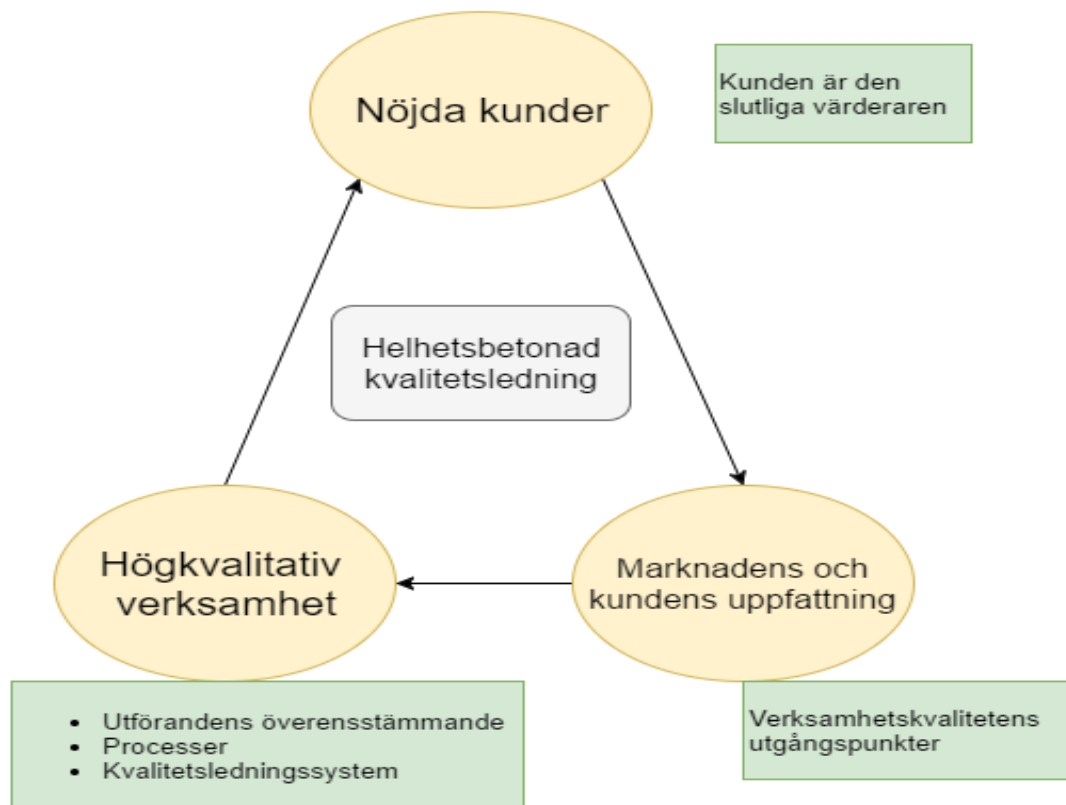 Nöjda kunder
Kunden är den
slutliga värderaren
Helhetsbetonad
kvalitetsledning
Högkvalitativ
verksamhet
Marknadens och
kundens uppfattning
• Utförandens överensstämmande
• Processer
• Kvalitetsledningssystem
Verksamhetskvalitetens
utgångspunkter